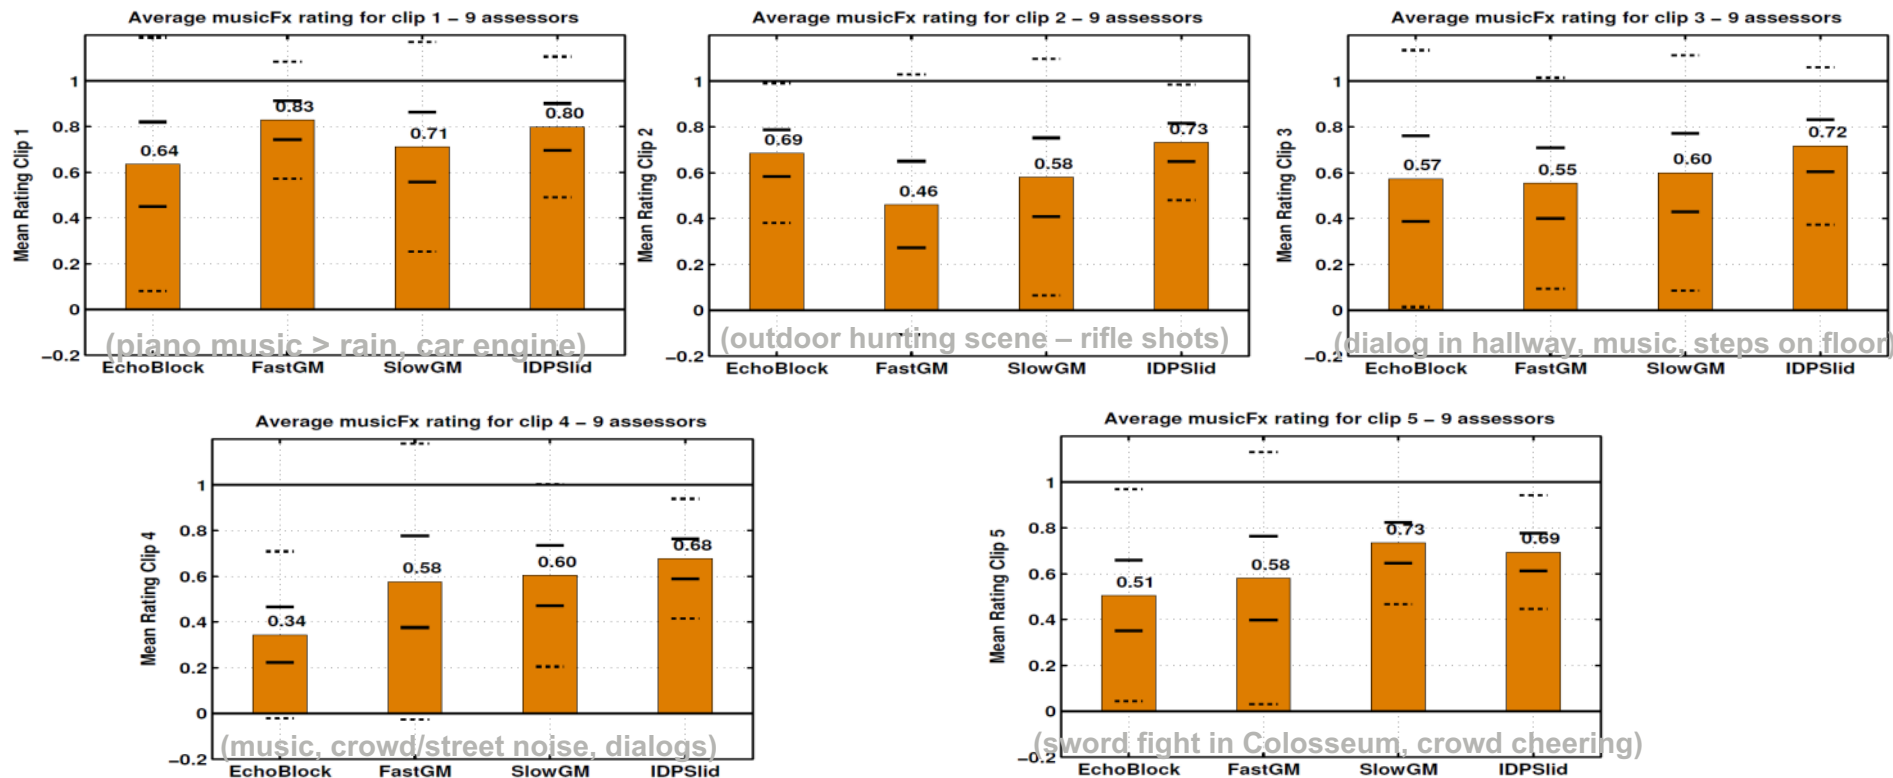 Average musicFx rating for clip 1 – 9 assessors
Mean Rating Clip 1
1
0.8
0.6
0.4
0.2
0
−0.2
0.64
0.83
0.71
0.80
(piano music > rain, car engine)
EchoBlock FastGM SlowGM IDPSlid
Average musicFx rating for clip 2 – 9 assessors
Mean Rating Clip 2
1
0.8
0.6
0.4
0.2
0
−0.2
0.69
0.46
0.58
0.73
(outdoor hunting scene – rifle shots)
EchoBlock FastGM SlowGM IDPSlid
Average musicFx rating for clip 3 – 9 assessors
Mean Rating Clip 3
1
0.8
0.6
0.4
0.2
0
−0.2
0.57
0.55
0.60
0.72
(dialog in hallway, music, steps on floor)
EchoBlock FastGM SlowGM IDPSlid
Average musicFx rating for clip 4 – 9 assessors
Mean Rating Clip 4
1
0.8
0.6
0.4
0.2
0
−0.2
0.34
0.58
0.60
0.68
(music, crowd/street noise, dialogs)
EchoBlock FastGM SlowGM IDPSlid
Average musicFx rating for clip 5 – 9 assessors
Mean Rating Clip 5
1
0.8
0.6
0.4
0.2
0
−0.2
0.51
0.58
0.73
0.69
(sword fight in Colosseum, crowd cheering)
EchoBlock FastGM SlowGM IDPSlid